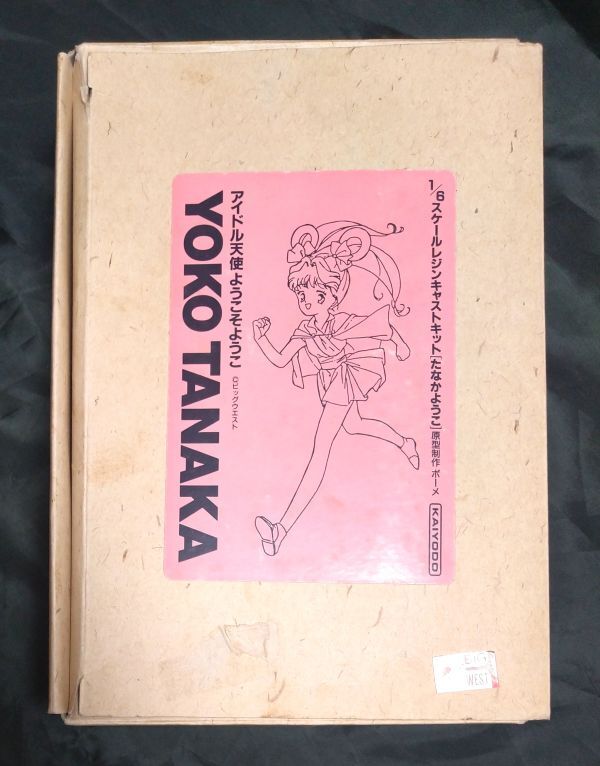 1/6スケールレジンキャストキット[たなかようこ]原型制作 ボーメ
KAIYODO
アイドル天使ようこそようこ
©ビッグウエスト
YOKO TANAKA
WEST